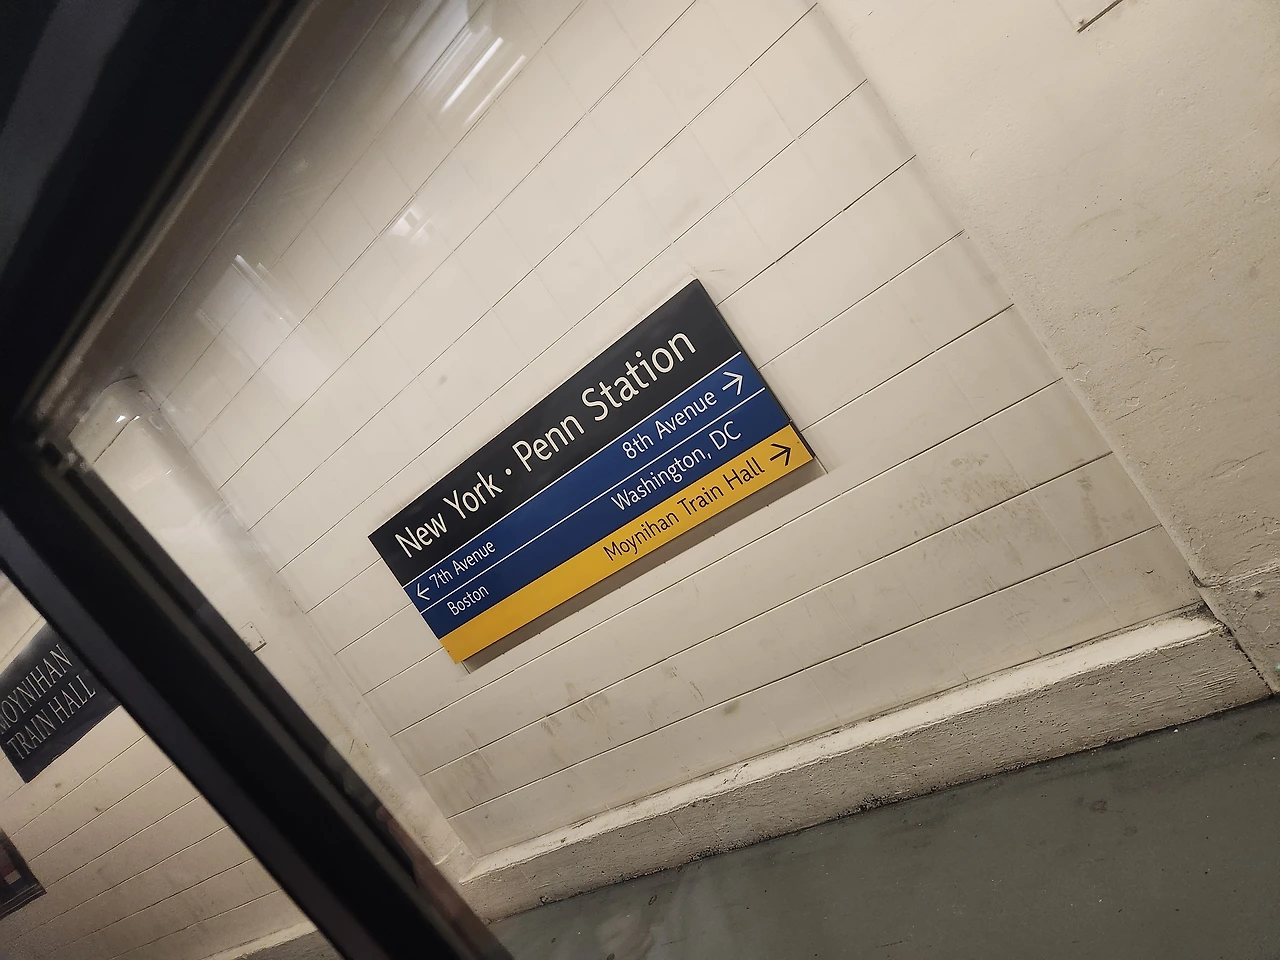 New York · Penn Station
← 7th Avenue
8th Avenue →
Boston
Washington, DC
Moynihan Train Hall →
MOYNIHAN
TRAIN HALL